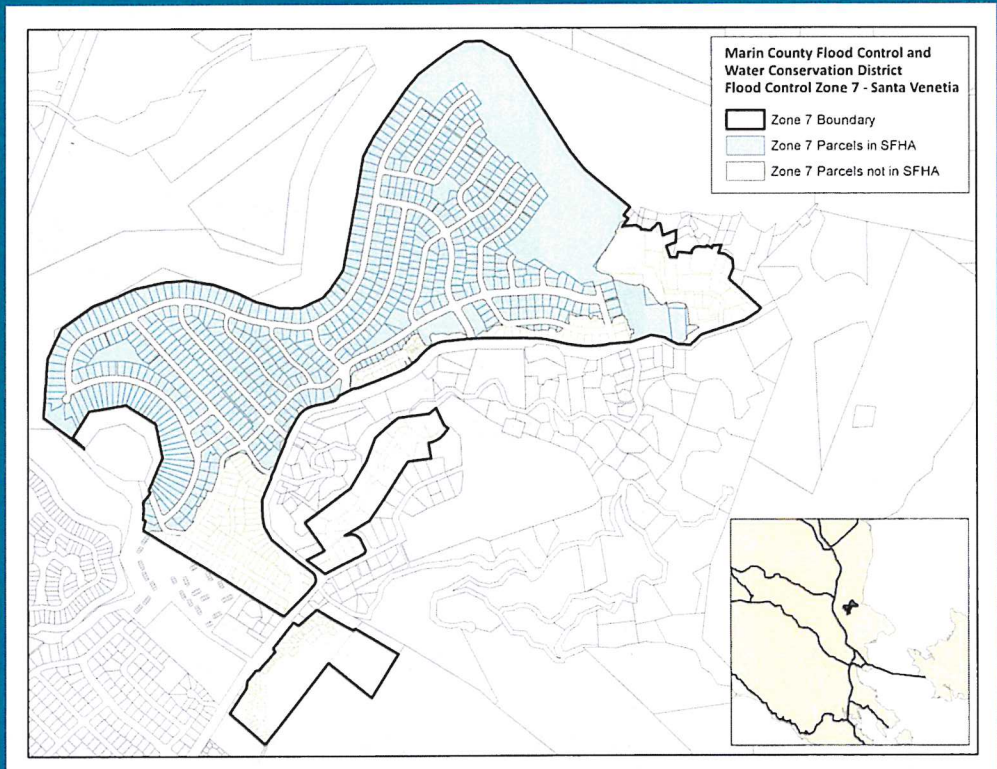 Marin County Flood Control and
Water Conservation District
Flood Control Zone 7 - Santa Venetia
Zone 7 Boundary
Zone 7 Parcels in SFHA
Zone 7 Parcels not in SFHA